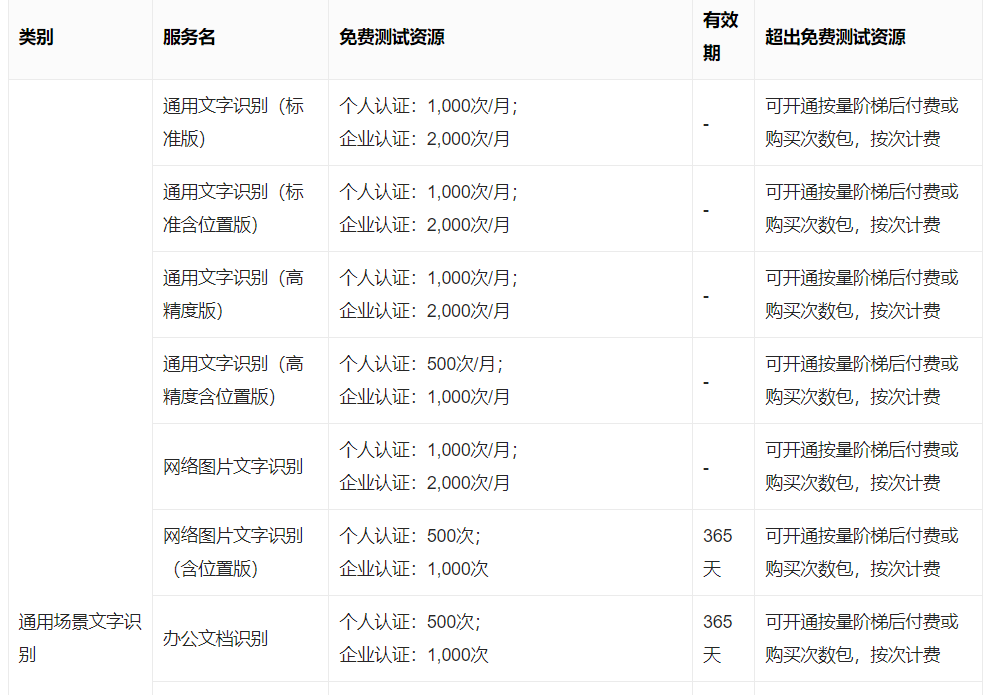 类别 服务名 免费测试资源 有效期 超出免费测试资源
通用文字识别（标 个人认证：1,000次/月； - 可开通按量阶梯后付费或
准版） 企业认证：2,000次/月 购买次数包，按次计费
通用文字识别（标 个人认证：1,000次/月； - 可开通按量阶梯后付费或
准含位置版） 企业认证：2,000次/月 购买次数包，按次计费
通用文字识别（高 个人认证：1,000次/月； - 可开通按量阶梯后付费或
精度版） 企业认证：2,000次/月 购买次数包，按次计费
通用文字识别（高 个人认证：500次/月； - 可开通按量阶梯后付费或
精度含位置版） 企业认证：1,000次/月 购买次数包，按次计费
网络图片文字识别 个人认证：1,000次/月； - 可开通按量阶梯后付费或
企业认证：2,000次/月 购买次数包，按次计费
网络图片文字识别 个人认证：500次； 365 可开通按量阶梯后付费或
（含位置版） 企业认证：1,000次 天 购买次数包，按次计费
通用场景文字识 办公文档识别 个人认证：500次； 365 可开通按量阶梯后付费或
别 企业认证：1,000次 天 购买次数包，按次计费